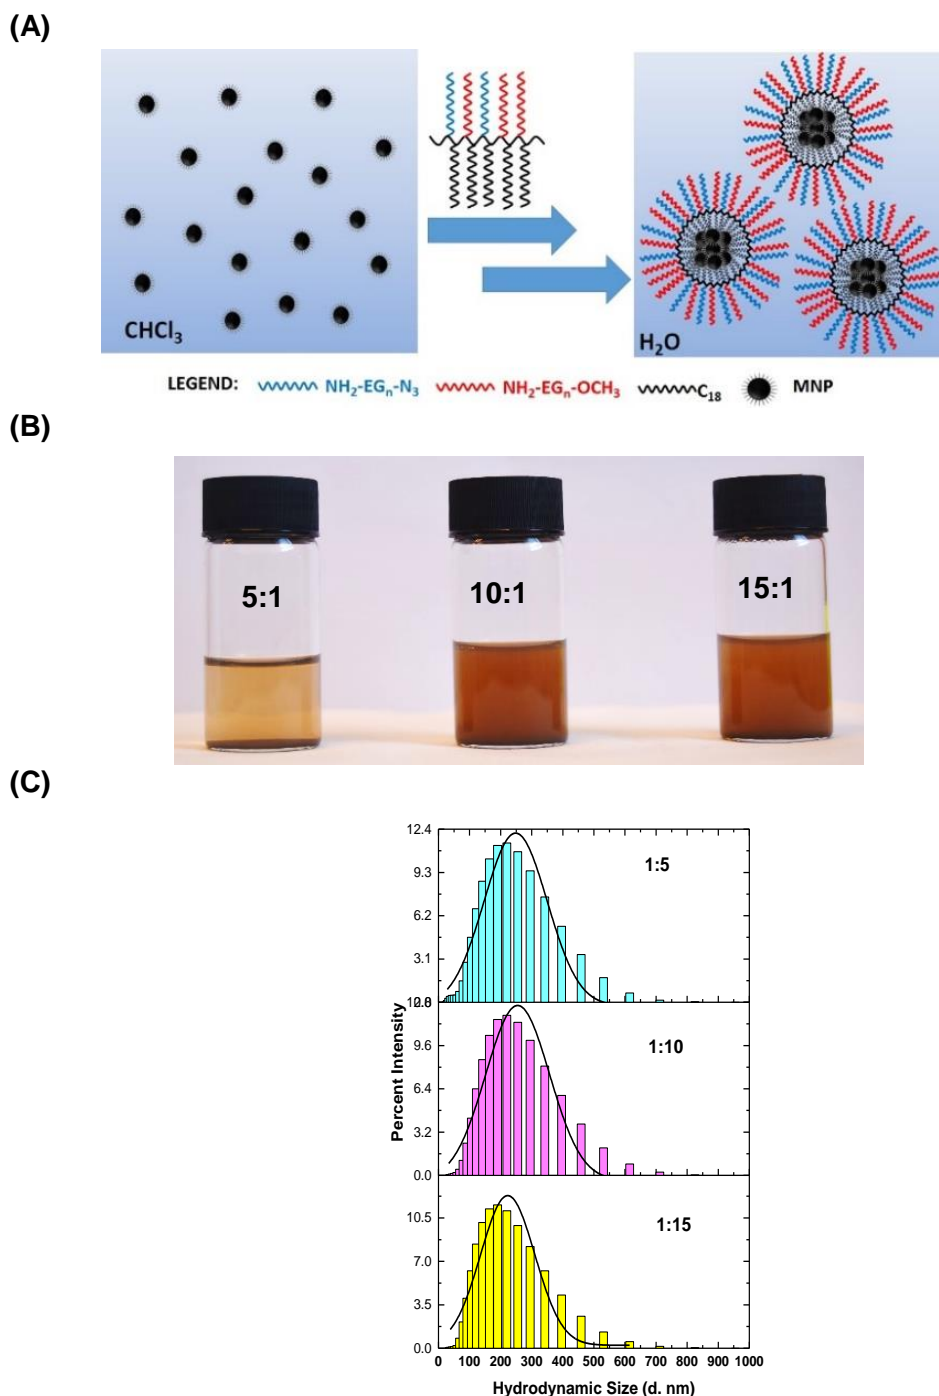 (A)
CHCl3
H2O
LEGEND: NH2-EGn-N3 NH2-EGn-OCH3 C18 MNP
(B)
5:1 10:1 15:1
(C)
12.4
9.3
6.2
3.1
1:5
9.6
6.4
3.2
0.0
1:10
10.5
7.0
3.5
0.0
1:15
Percent Intensity
0 100 200 300 400 500 600 700 800 900 1000
Hydrodynamic Size (d. nm)